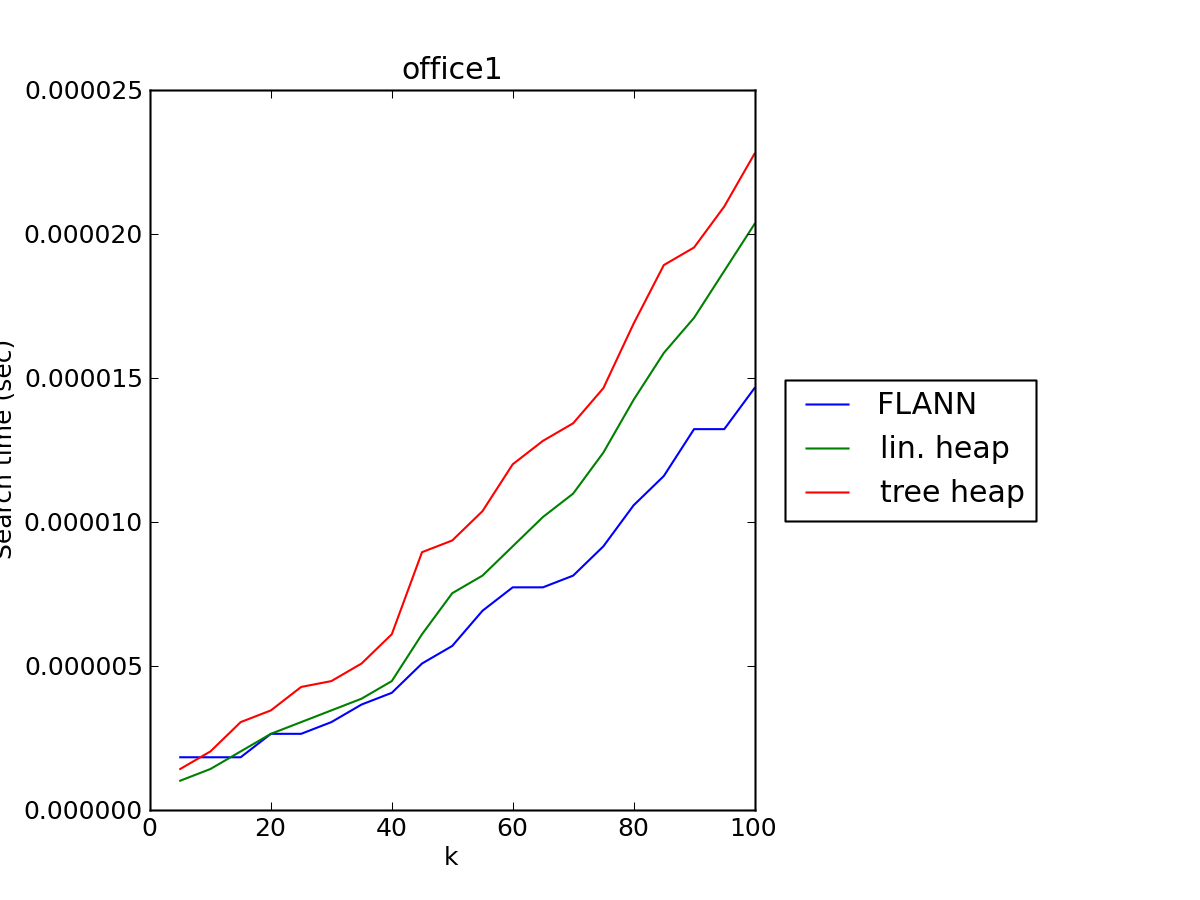 office1
0.000025
0.000020
0.000015
0.000010
0.000005
0.000000
Search time (sec)
0 20 40 60 80 100
k
FLANN
lin. heap
tree heap